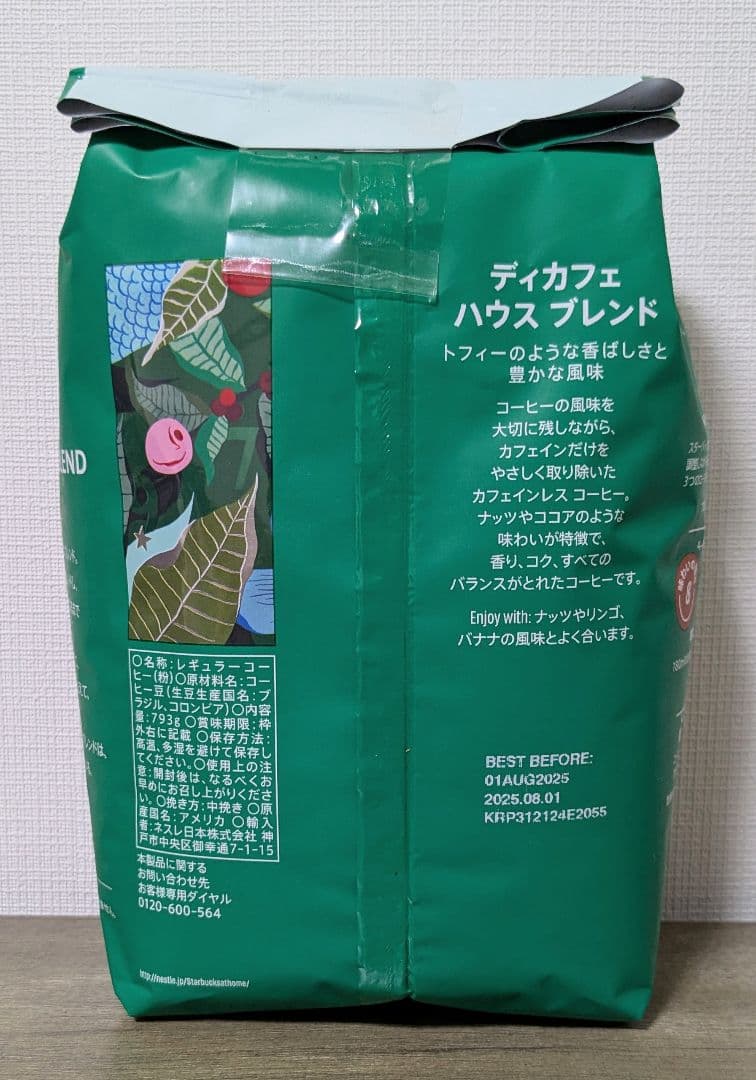 ディカフェ
ハウス ブレンド
トフィーのような香ばしさと
豊かな風味
コーヒーの風味を
大切に残しながら、
カフェインだけを
やさしく取り除いた
カフェインレス コーヒー。
ナッツやココアのような
味わいが特徴で、
香り、コク、すべての
バランスがとれたコーヒーです。
Enjoy with: ナッツやリンゴ、
バナナの風味とよく合います。
BEST BEFORE:
01AUG2025
2025.08.01
KRP312124E2055
〇名称:レギュラーコー
ヒー(粉)〇原材料名:コー
ヒー豆(生豆生産国名:ブ
ラジル、コロンビア)〇内容
量:793g 〇賞味期限:枠
外右に記載 〇保存方法:
高温、多湿を避けて保存し
てください。〇使用上の注
意:開封後は、なるべくお
早めにお召し上がりくださ
い。〇挽き方:中挽き 〇原
産国名:アメリカ 〇輸入
者:ネスレ日本株式会社 神
戸市中央区御幸通7-1-15
本製品に関する
お問い合わせ先
お客様専用ダイヤル
0120-600-564
http://nestle.jp/Starbucksathome/